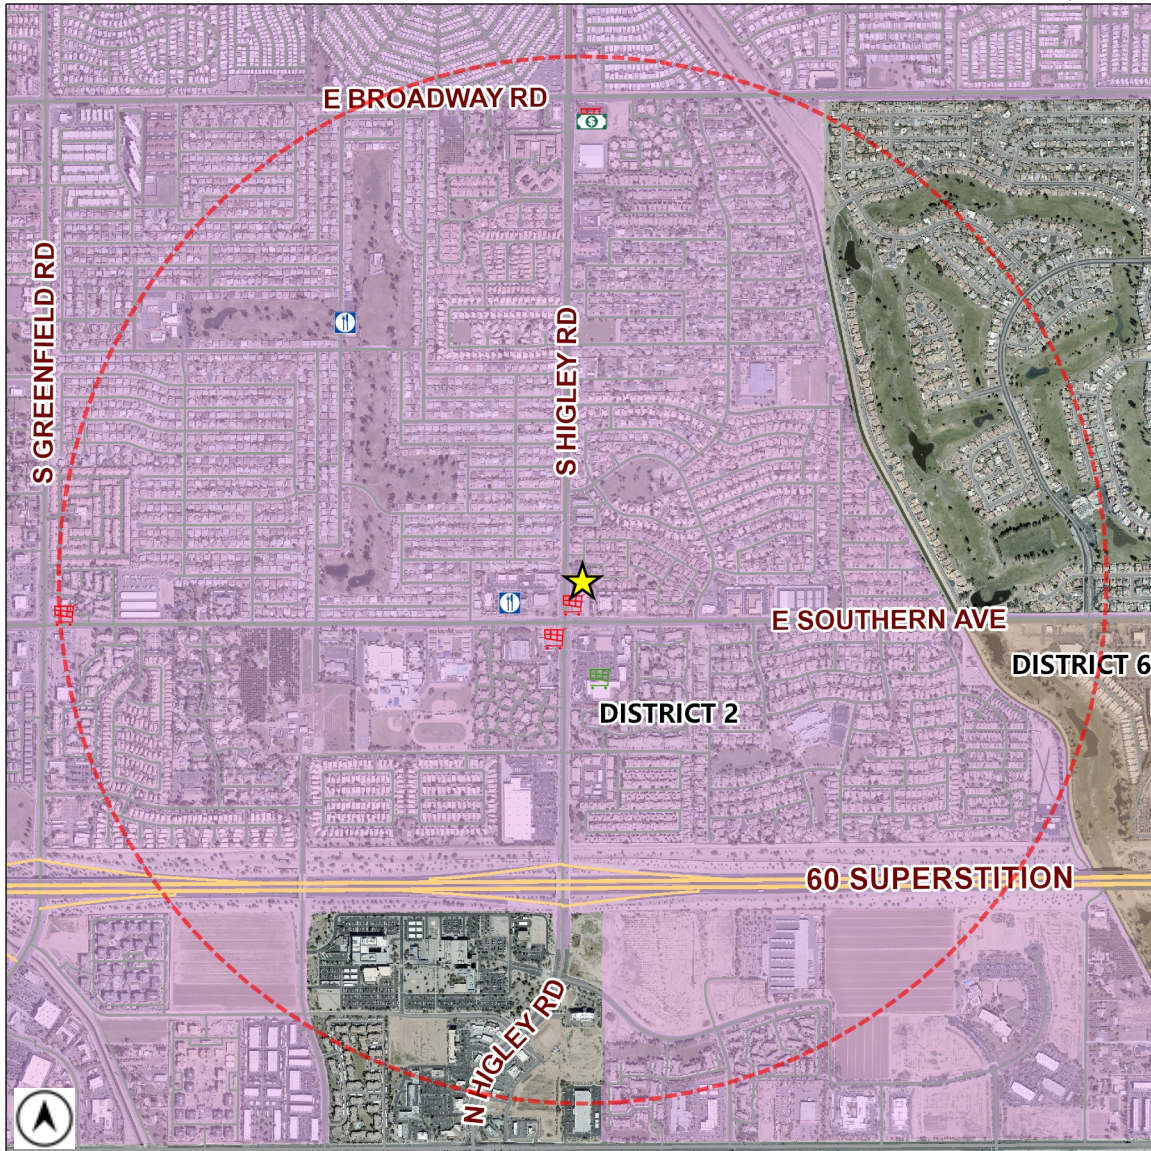 E BROADWAY RD
$
S GREENFIELD RD
S HIGLEY RD
E SOUTHERN AVE
DISTRICT 6
DISTRICT 2
60 SUPERSTITION
N HIGLEY RD